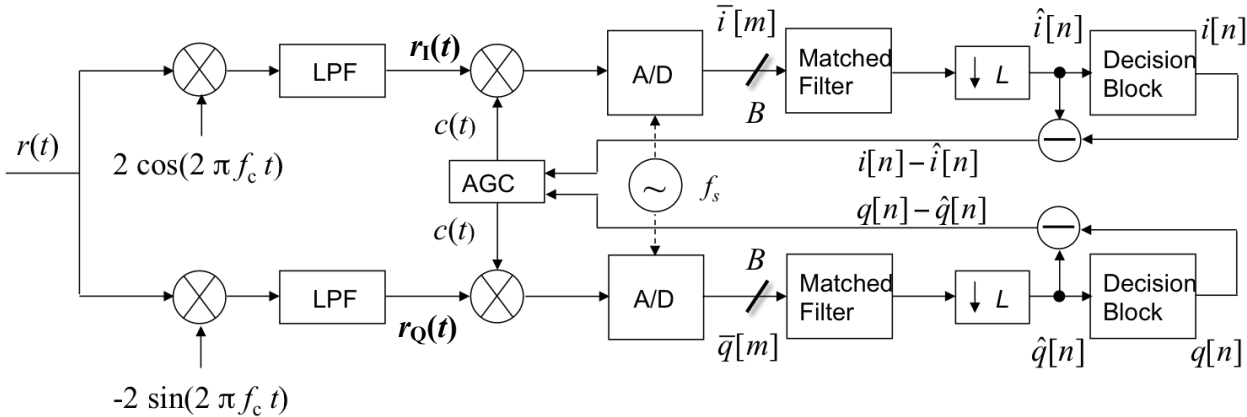 i̅[m]
î[n]
i[n]
r_I(t)
LPF
A/D
Matched
Filter
↓ L
Decision
Block
B
c(t)
r(t)
2 cos(2 π f_c t)
i[n] − î[n]
AGC
~
f_s
q[n] − q̂[n]
c(t)
B
LPF
A/D
Matched
Filter
↓ L
Decision
Block
r_Q(t)
q̅[m]
q̂[n]
q[n]
-2 sin(2 π f_c t)